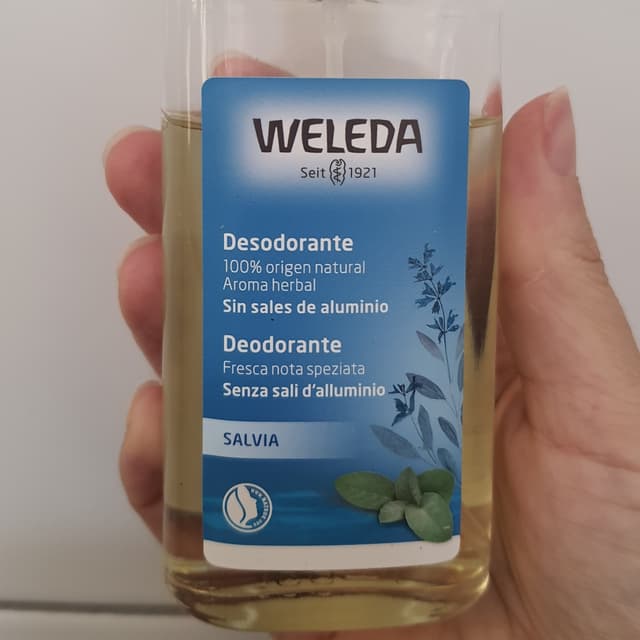 WELEDA
Seit 1921
Desodorante
100% origen natural
Aroma herbal
Sin sales de aluminio
Deodorante
Fresca nota speziata
Senza sali d'alluminio
SALVIA